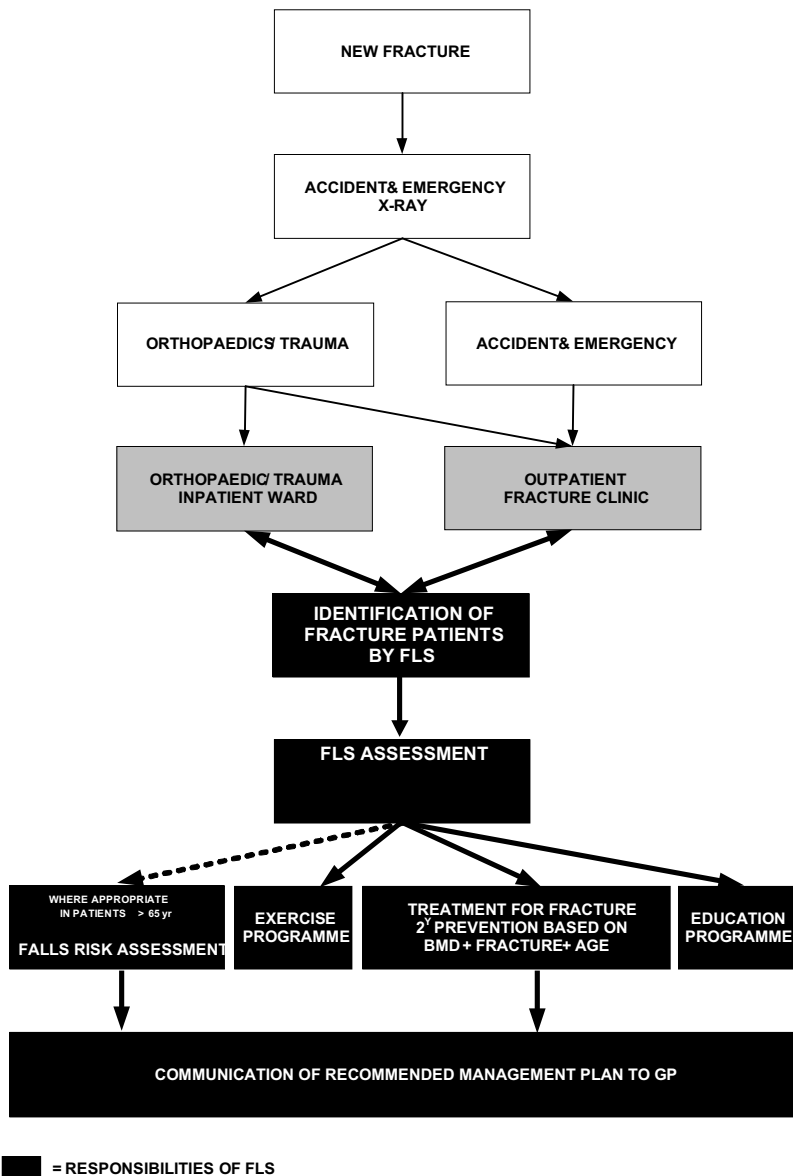 NEW FRACTURE
ACCIDENT& EMERGENCY
X-RAY
ORTHOPAEDICS/ TRAUMA
ACCIDENT& EMERGENCY
ORTHOPAEDIC/ TRAUMA
INPATIENT WARD
OUTPATIENT
FRACTURE CLINIC
IDENTIFICATION OF
FRACTURE PATIENTS
BY FLS
FLS ASSESSMENT
WHERE APPROPRIATE
IN PATIENTS > 65 yr
FALLS RISK ASSESSMENT
EXERCISE
PROGRAMME
TREATMENT FOR FRACTURE
2Y PREVENTION BASED ON
BMD+ FRACTURE+ AGE
EDUCATION
PROGRAMME
COMMUNICATION OF RECOMMENDED MANAGEMENT PLAN TO GP
= RESPONSIBILITIES OF FLS